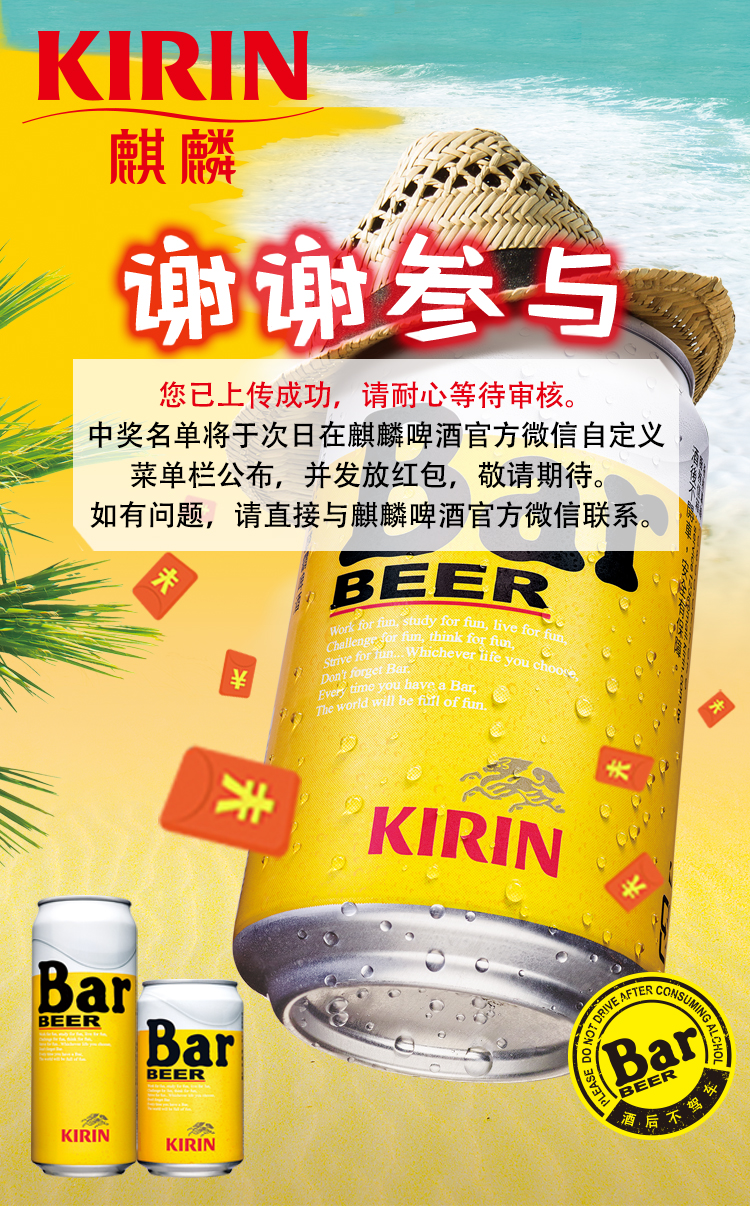 KIRIN
麒麟
谢谢参与
您已上传成功，请耐心等待审核。
中奖名单将于次日在麒麟啤酒官方微信自定义
菜单栏公布，并发放红包，敬请期待。
如有问题，请直接与麒麟啤酒官方微信联系。
Bar
BEER
Work for fun, study for fun, live for fun,
Challenge for fun, think for fun,
Strive for fun...Whichever life you choose,
Don't forget Bar.
Every time you have a Bar,
The world will be full of fun.
KIRIN
Bar
BEER
KIRIN
Bar
BEER
KIRIN
PLEASE DO NOT DRIVE AFTER CONSUMING ALCHOL
Bar
BEER
酒后不驾车